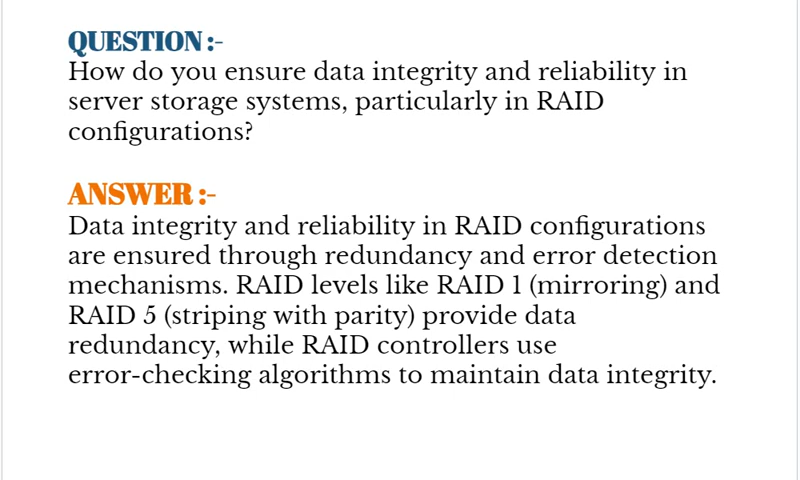 QUESTION :-
How do you ensure data integrity and reliability in
server storage systems, particularly in RAID
configurations?
ANSWER :-
Data integrity and reliability in RAID configurations
are ensured through redundancy and error detection
mechanisms. RAID levels like RAID 1 (mirroring) and
RAID 5 (striping with parity) provide data
redundancy, while RAID controllers use
error-checking algorithms to maintain data integrity.